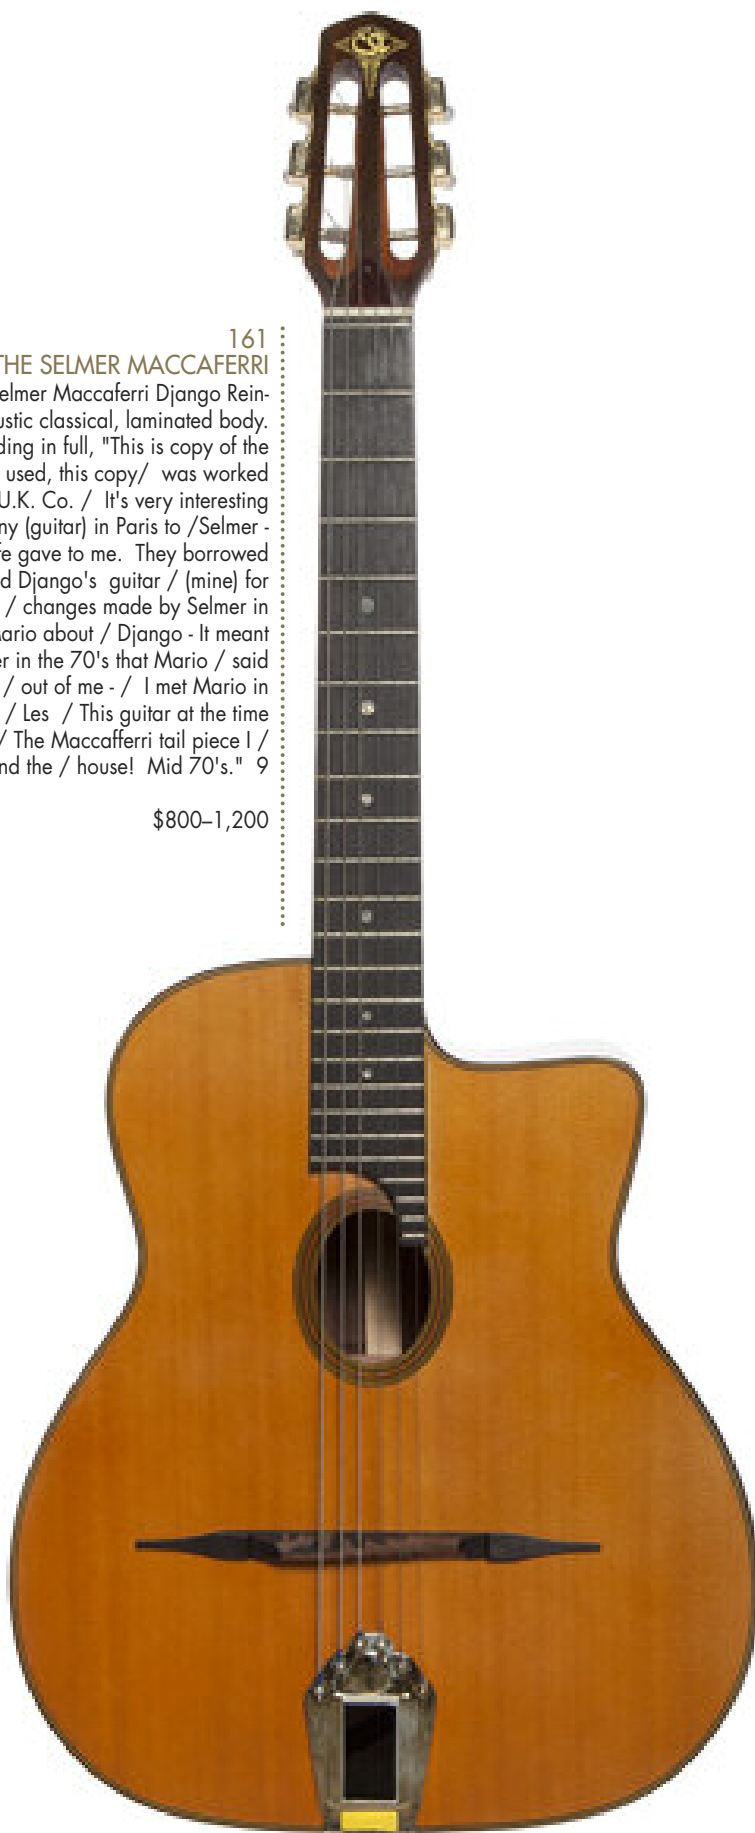 161
THE SELMER MACCAFERRI
elmer Maccaferri Django Rein-
ustic classical, laminated body.
ding in full, "This is copy of the
used, this copy/ was worked
U.K. Co. / It's very interesting
ny (guitar) in Paris to /Selmer -
fe gave to me. They borrowed
d Django's guitar / (mine) for
/ changes made by Selmer in
Mario about / Django - It meant
er in the 70's that Mario / said
/ out of me - / I met Mario in
/ Les / This guitar at the time
/ The Maccafferri tail piece I /
nd the / house! Mid 70's." 9
$800–1,200